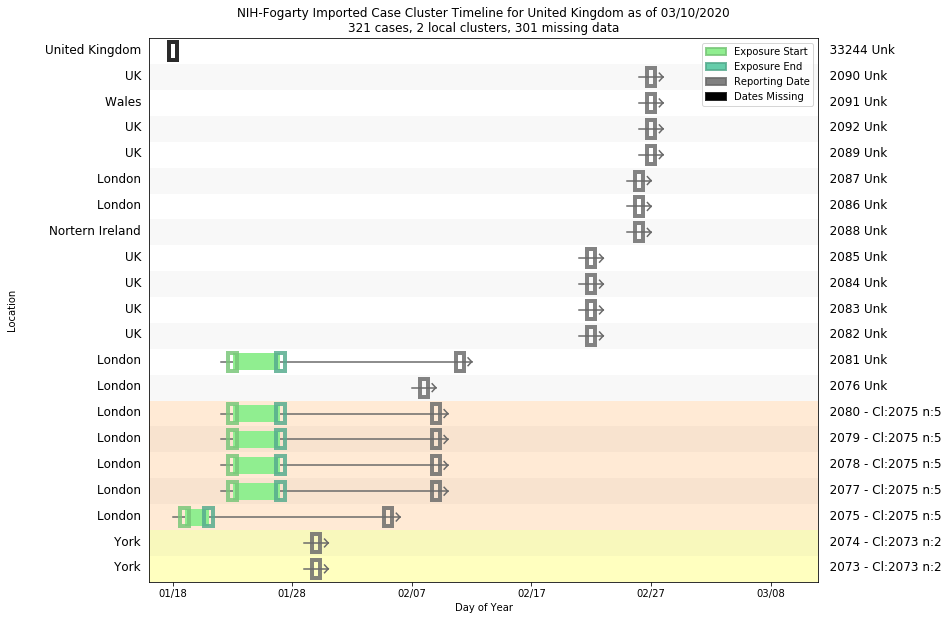 NIH-Fogarty Imported Case Cluster Timeline for United Kingdom as of 03/10/2020
321 cases, 2 local clusters, 301 missing data
Exposure Start
Exposure End
Reporting Date
Dates Missing
Location
United Kingdom 33244 Unk
UK 2090 Unk
Wales 2091 Unk
UK 2092 Unk
UK 2089 Unk
London 2087 Unk
London 2086 Unk
Nortern Ireland 2088 Unk
UK 2085 Unk
UK 2084 Unk
UK 2083 Unk
UK 2082 Unk
London 2081 Unk
London 2076 Unk
London 2080 - Cl:2075 n:5
London 2079 - Cl:2075 n:5
London 2078 - Cl:2075 n:5
London 2077 - Cl:2075 n:5
London 2075 - Cl:2075 n:5
York 2074 - Cl:2073 n:2
York 2073 - Cl:2073 n:2
01/18 01/28 02/07 02/17 02/27 03/08
Day of Year